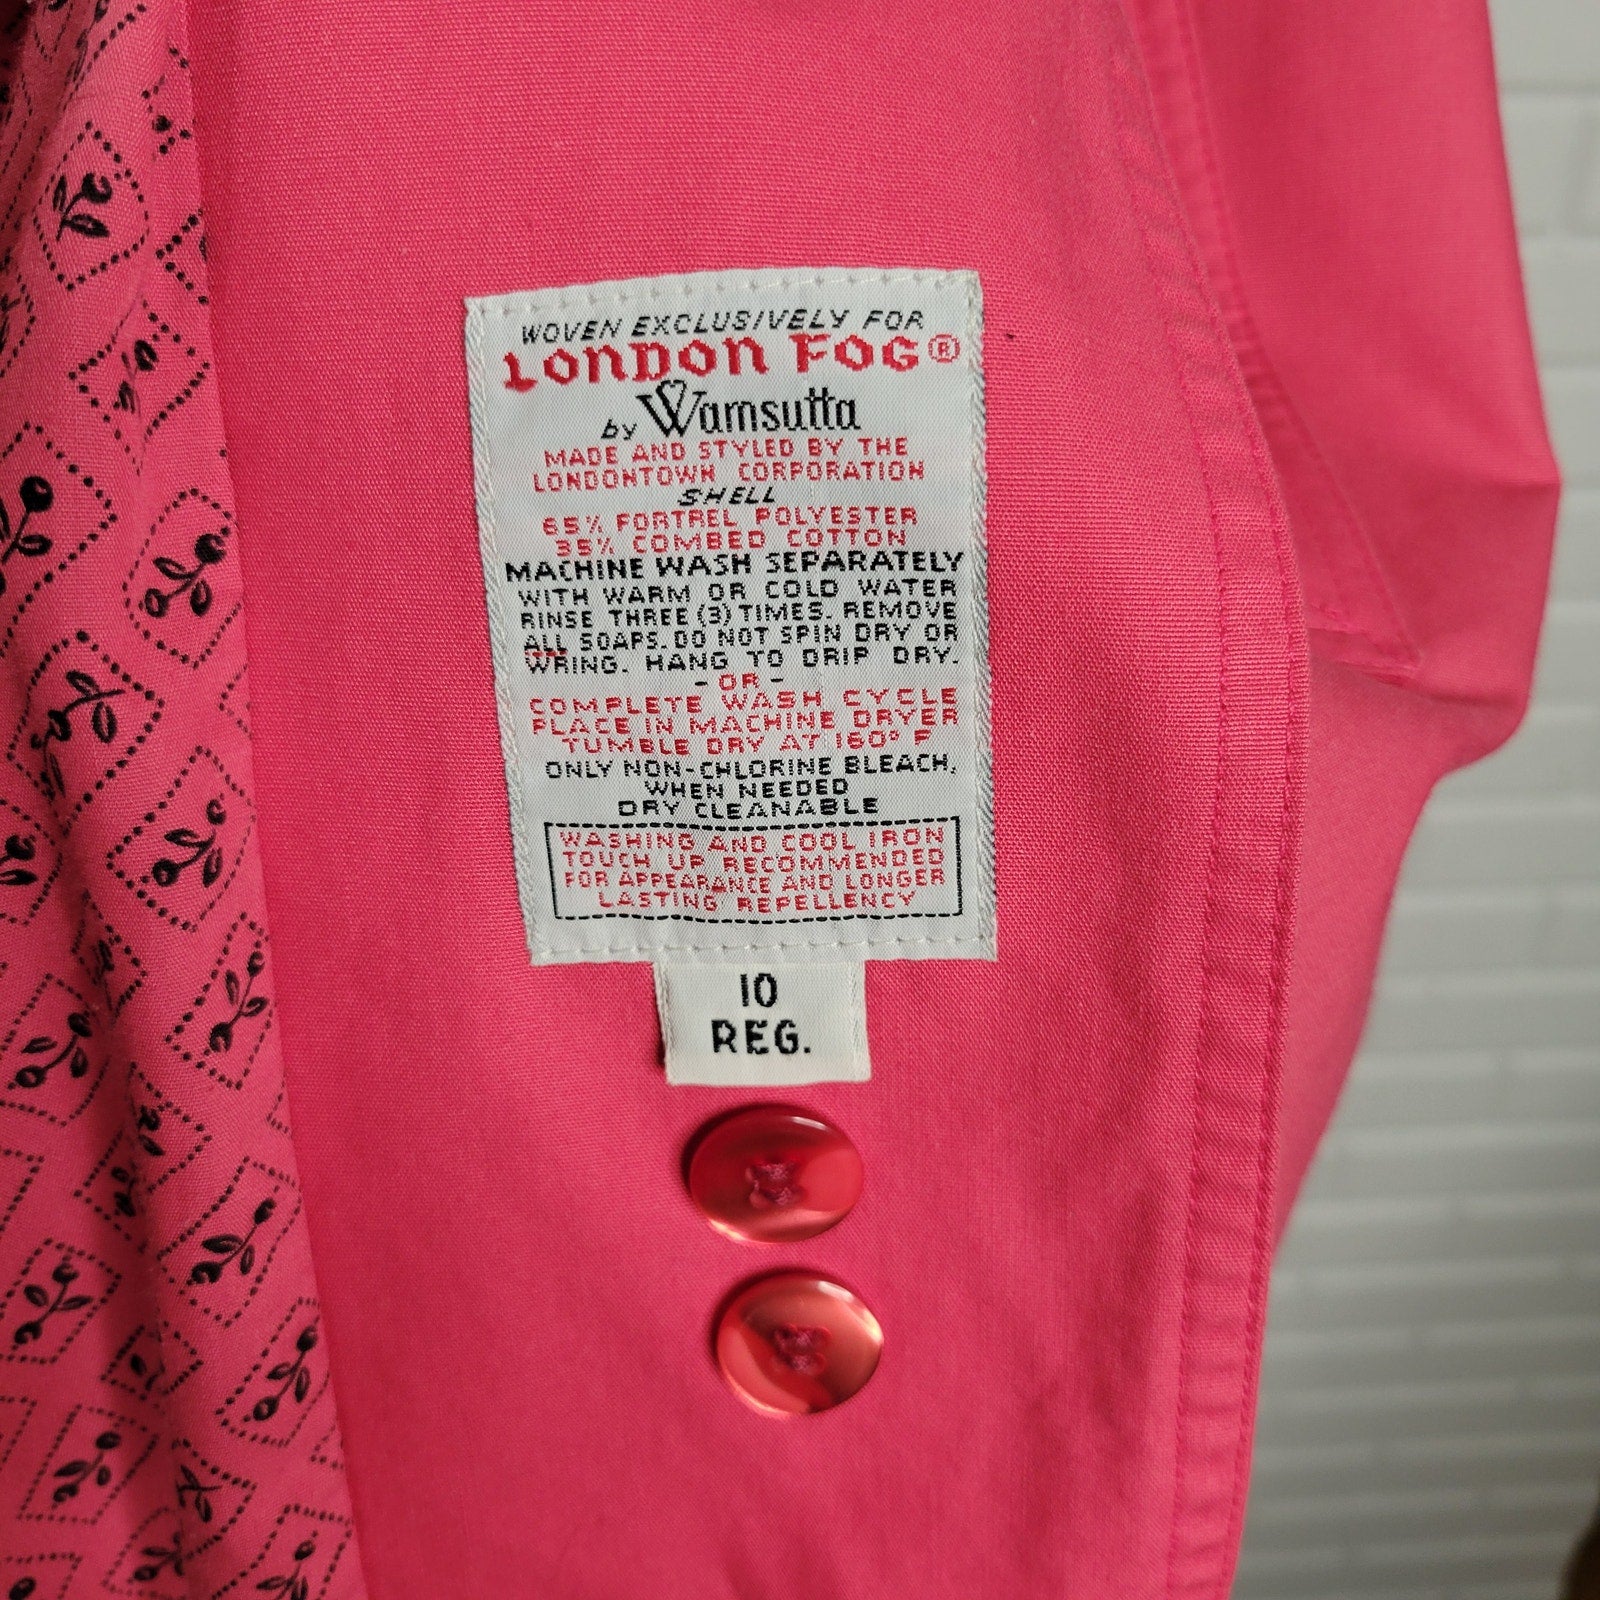 WOVEN EXCLUSIVELY FOR
LONDON FOG®
by Wamsutta
MADE AND STYLED BY THE
LONDONTOWN CORPORATION
SHELL
65% FORTREL POLYESTER
35% COMBED COTTON
MACHINE WASH SEPARATELY
WITH WARM OR COLD WATER
RINSE THREE (3) TIMES. REMOVE
ALL SOAPS. DO NOT SPIN DRY OR
WRING. HANG TO DRIP DRY.
- OR -
COMPLETE WASH CYCLE
PLACE IN MACHINE DRYER
TUMBLE DRY AT 160° F
ONLY NON-CHLORINE BLEACH,
WHEN NEEDED
DRY CLEANABLE
WASHING AND COOL IRON
TOUCH UP RECOMMENDED
FOR APPEARANCE AND LONGER
LASTING REPELLENCY
10
REG.